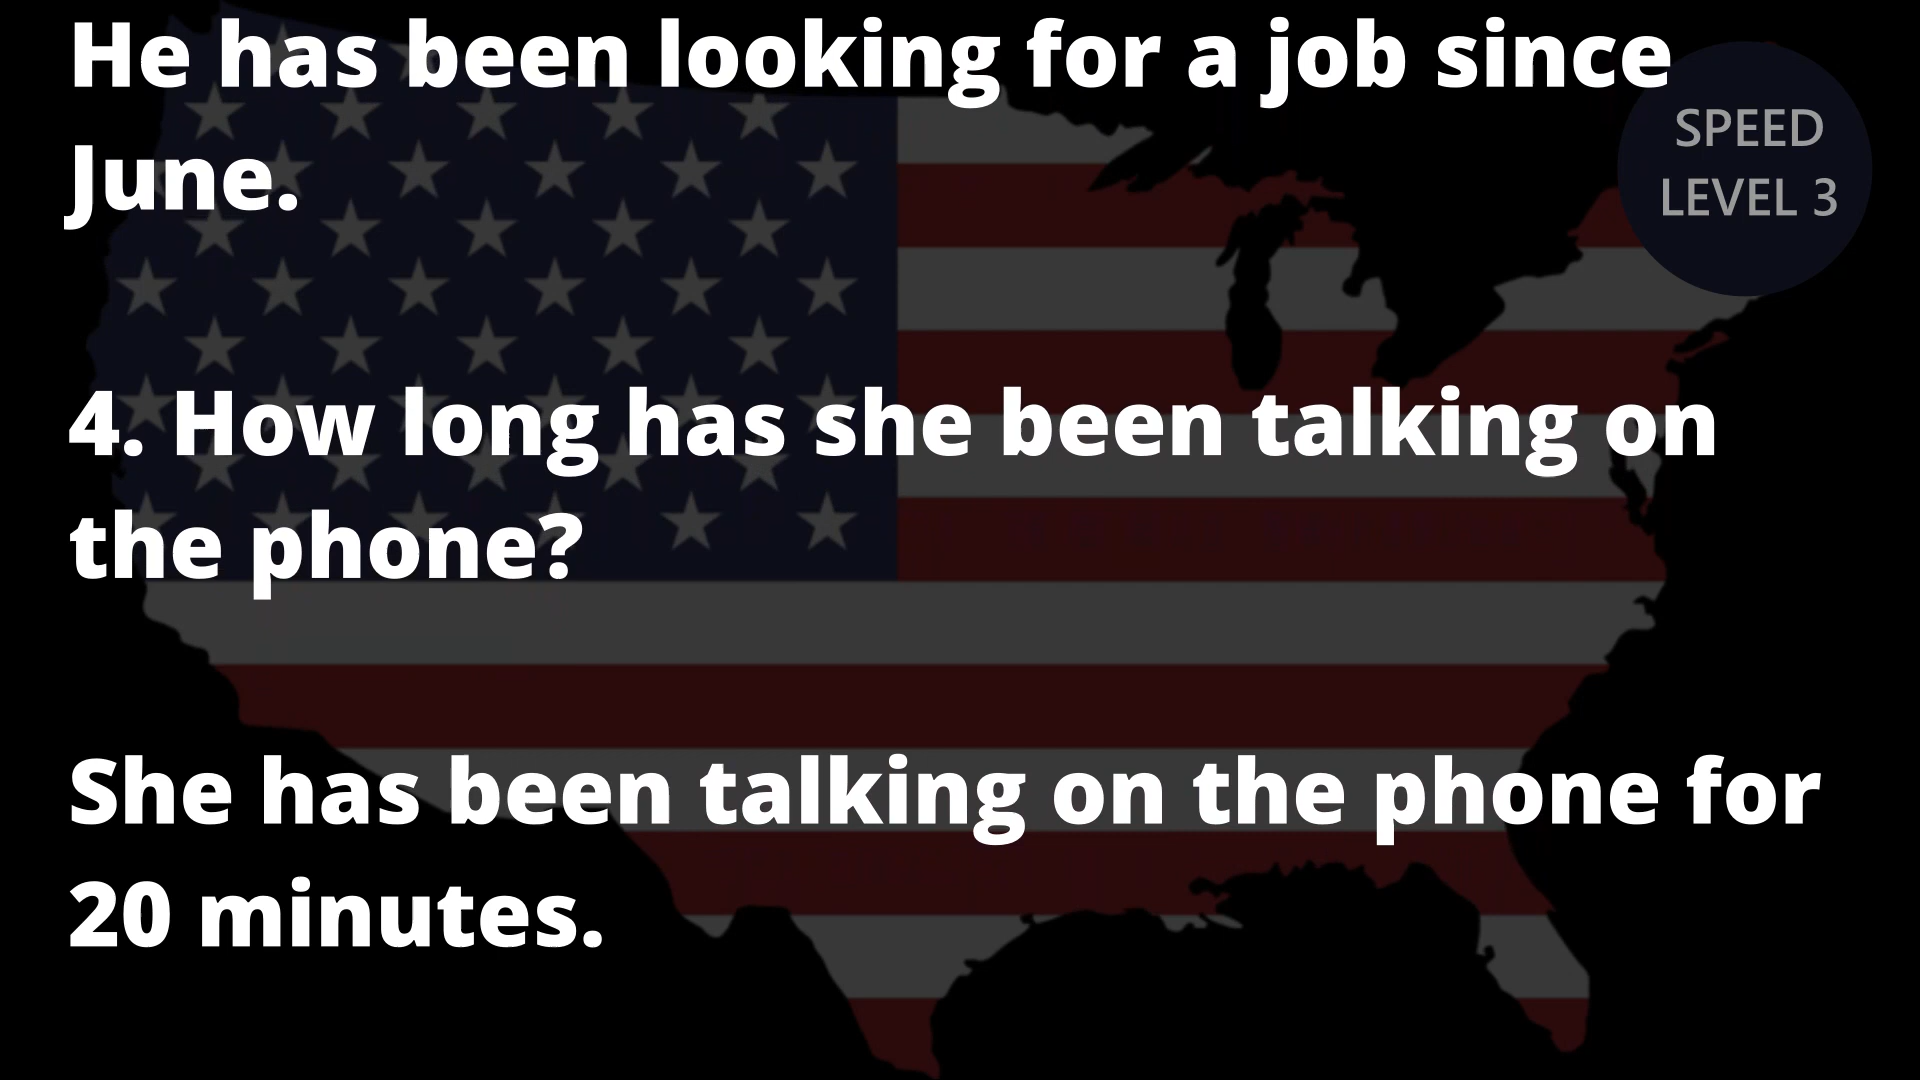 He has been looking for a job since
June.
SPEED
LEVEL 3
4. How long has she been talking on
the phone?
She has been talking on the phone for
20 minutes.